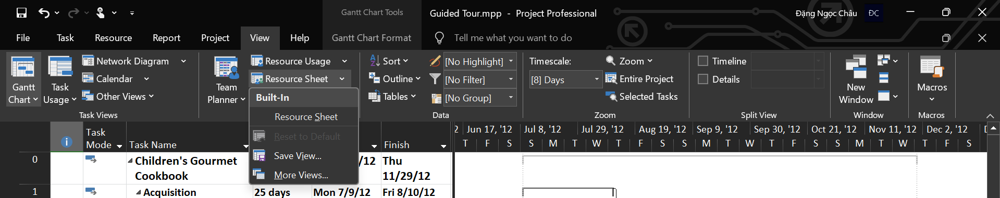 Gantt Chart Tools
Guided Tour.mpp - Project Professional
Đặng Ngọc Châu
ĐC
File
Task
Resource
Report
Project
View
Help
Gantt Chart Format
Tell me what you want to do
Gantt
Chart
Task
Usage
Network Diagram
Calendar
Other Views
Task Views
Team
Planner
Resource Usage
Resource Sheet
Built-In
Resource Sheet
Reset to Default
Save View...
More Views...
Sort
Outline
Tables
[No Highlight]
[No Filter]
[No Group]
Data
Timescale:
[8] Days
Zoom
Entire Project
Selected Tasks
Zoom
Timeline
Details
Split View
New
Window
Window
Macros
Macros
Task
Mode
Task Name
Finish
2 Jun 17, '12 Jul 8, '12 Jul 29, '12 Aug 19, '12 Sep 9, '12 Sep 30, '12 Oct 21, '12 Nov 11, '12 Dec 2, '12
T F S S M T W T F S S M T W T F S S M T W T F S
0 Children's Gourmet
Cookbook
/12 Thu
11/29/12
1 Acquisition 25 days Mon 7/9/12 Fri 8/10/12